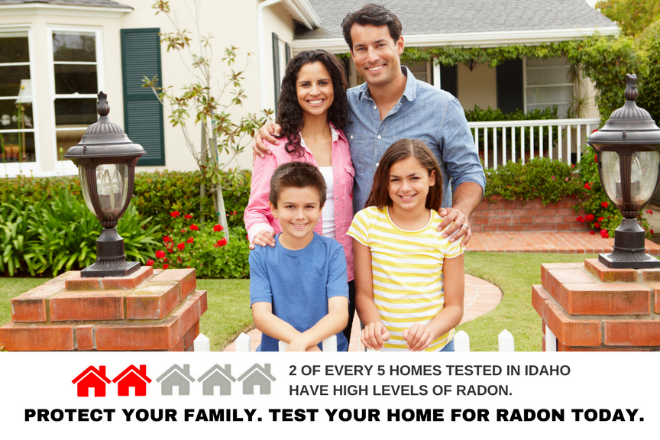 2 OF EVERY 5 HOMES TESTED IN IDAHO
HAVE HIGH LEVELS OF RADON.
PROTECT YOUR FAMILY. TEST YOUR HOME FOR RADON TODAY.